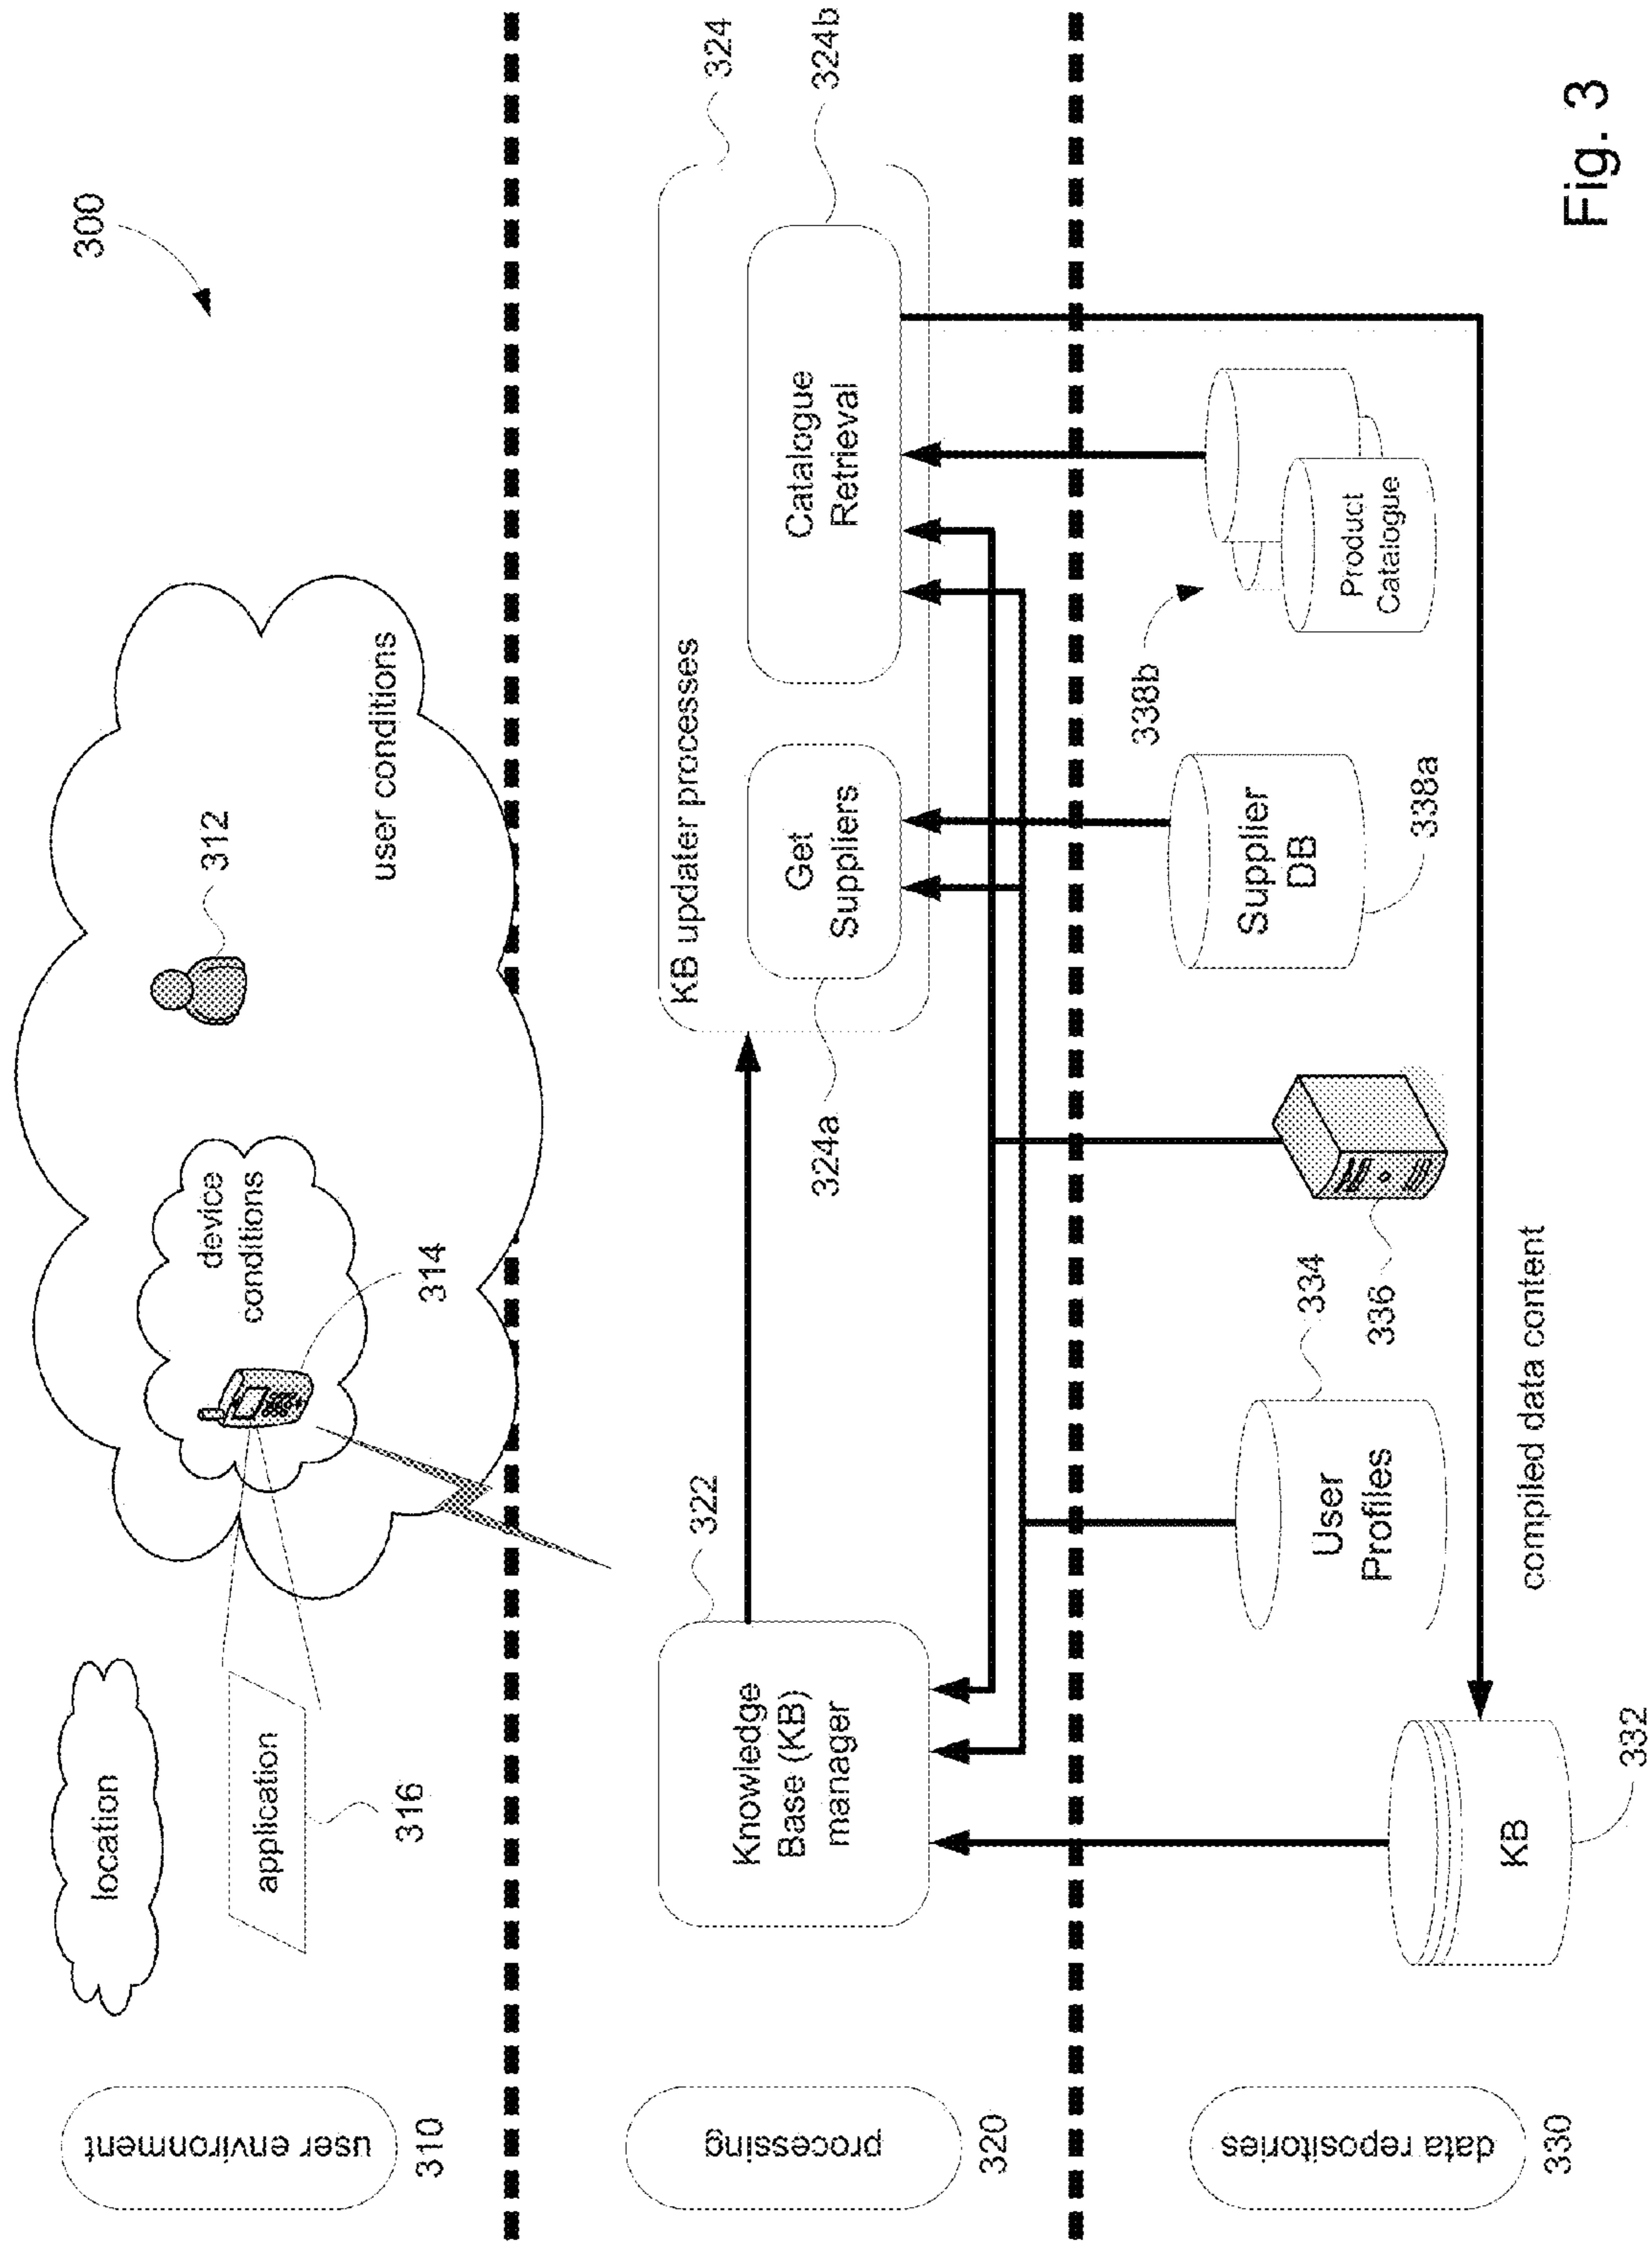 300
user environment
310
location
application
316
device
conditions
314
312
user conditions
processing
320
Knowledge
Base (KB)
manager
322
KB updater processes
324
Get
Suppliers
324a
Catalogue
Retrieval
324b
data repositories
330
KB
332
User
Profiles
334
336
Supplier
DB
338a
338b
Product
Catalogue
compiled data content
Fig. 3